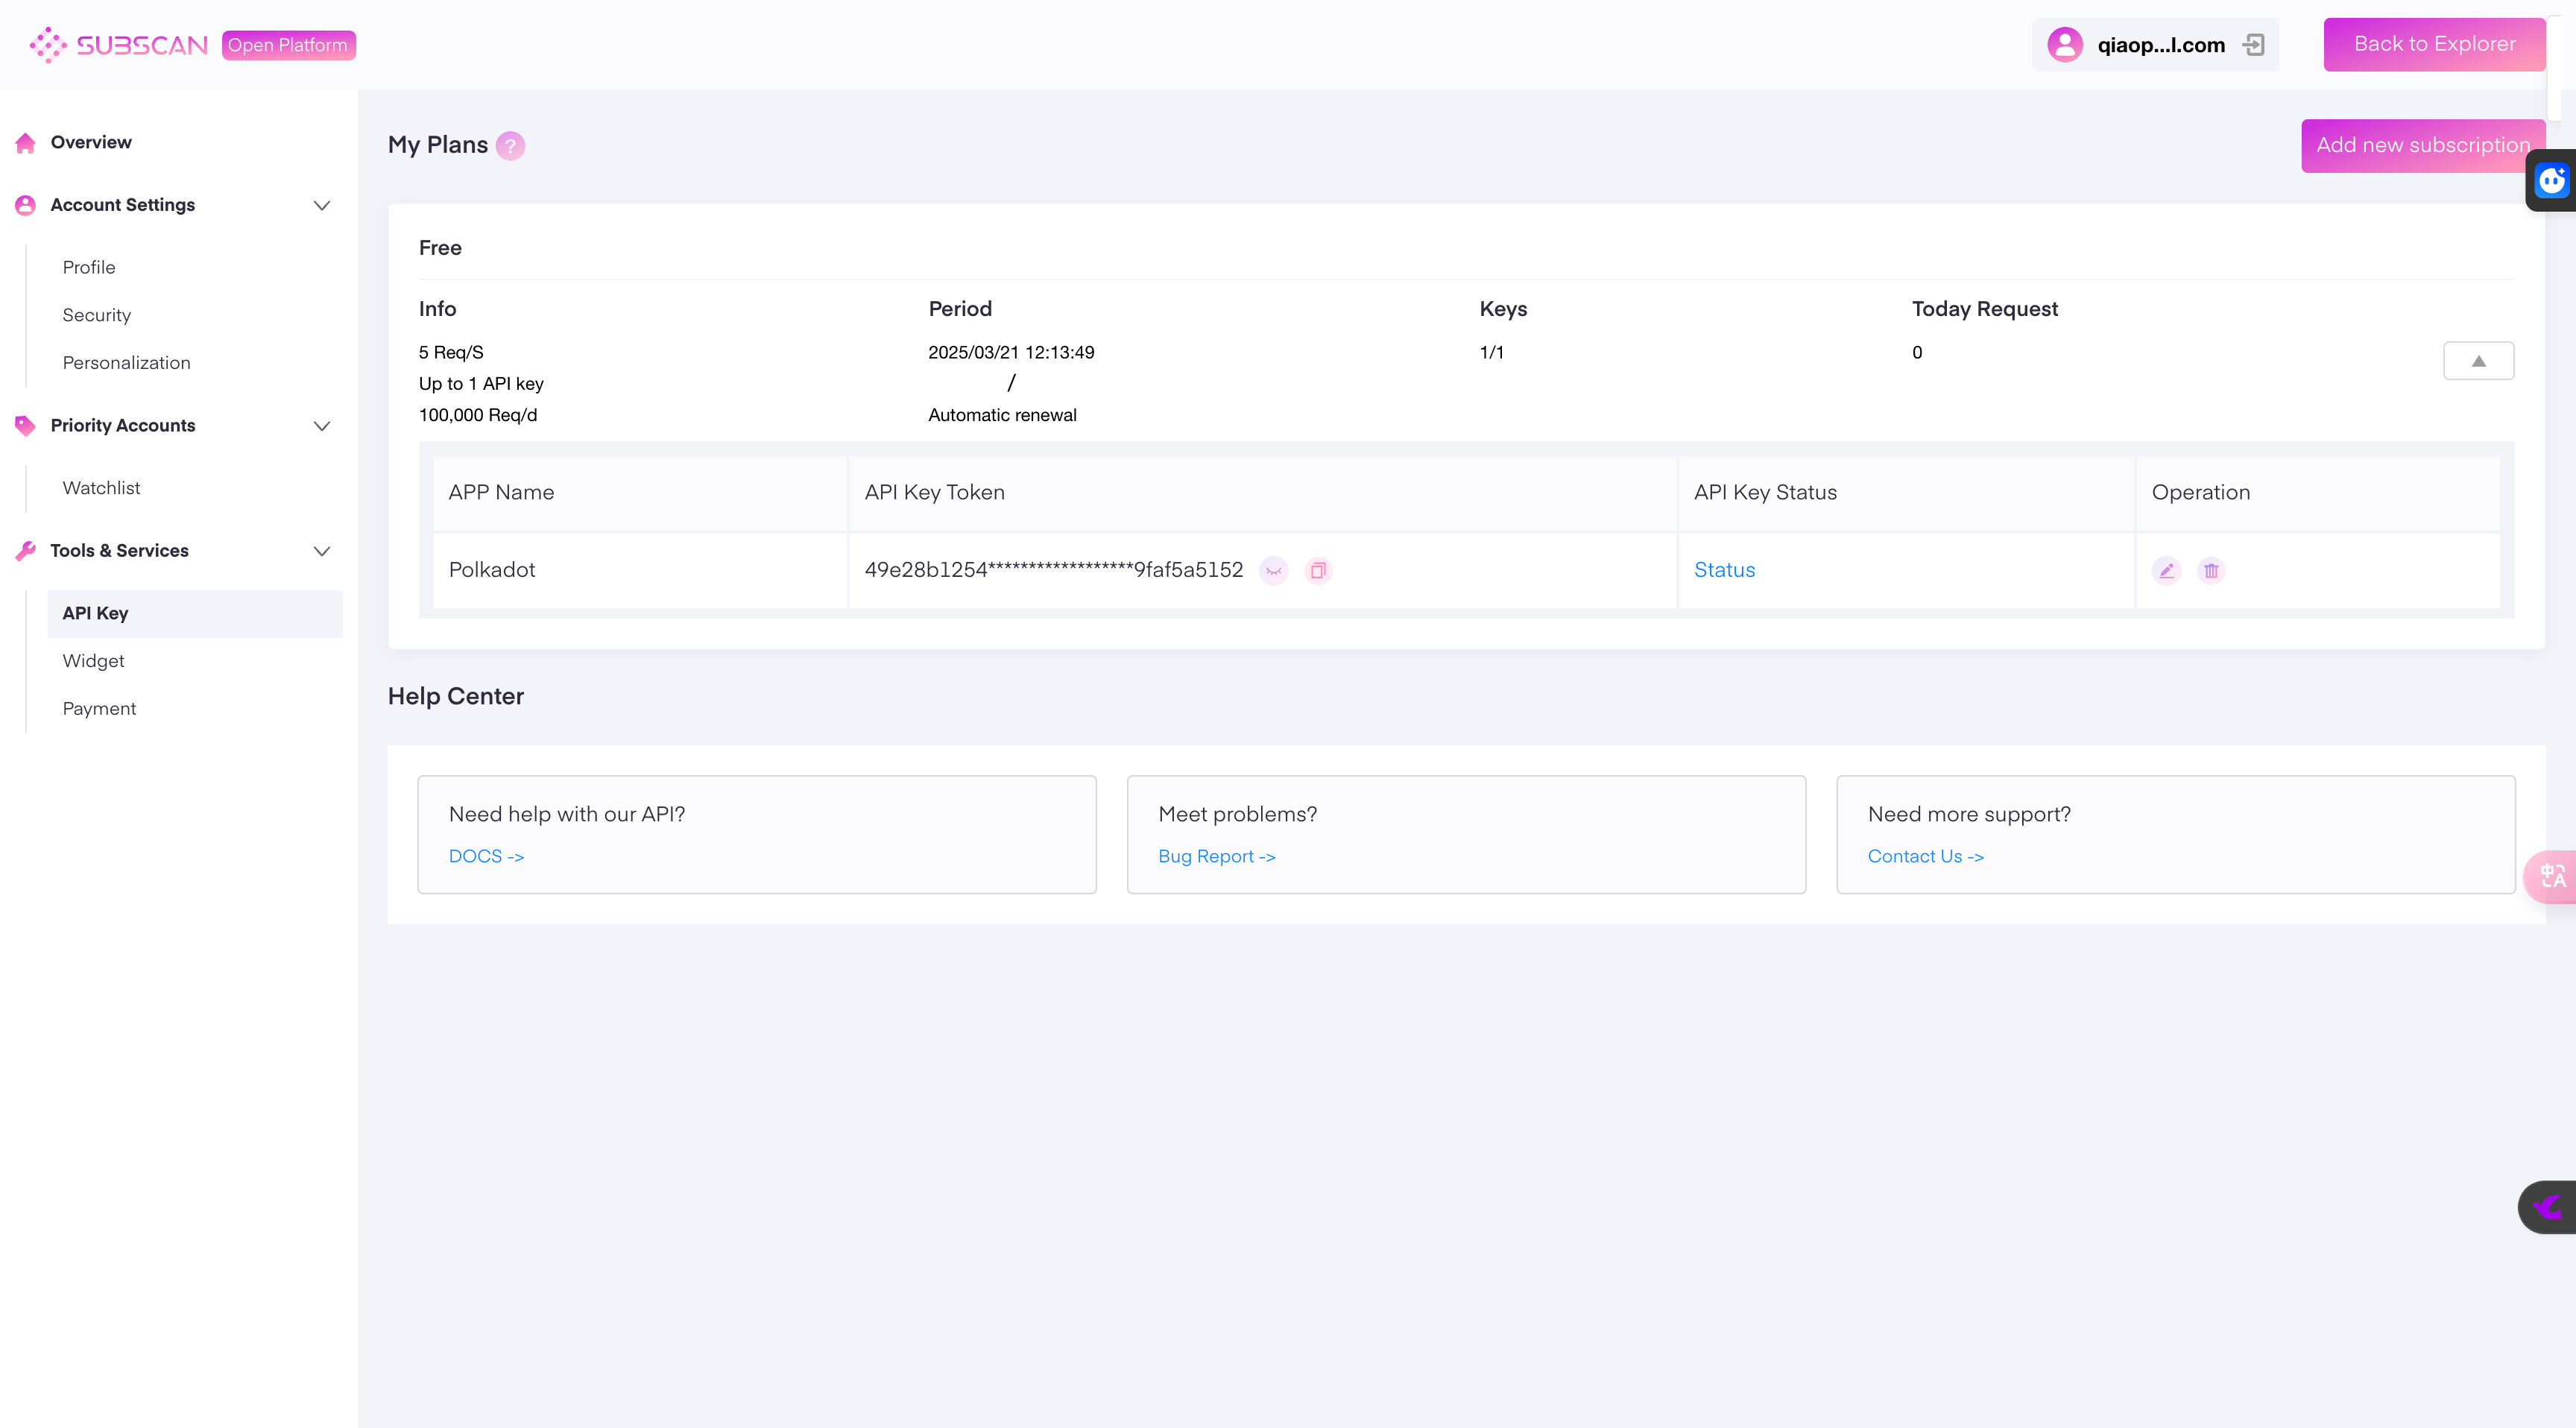 SUBSCAN Open Platform
qiaop...l.com
Back to Explorer
Overview
Account Settings
Profile
Security
Personalization
Priority Accounts
Watchlist
Tools & Services
API Key
Widget
Payment
My Plans ?
Add new subscription
Free
Info
Period
Keys
Today Request
5 Req/S
2025/03/21 12:13:49
1/1
0
Up to 1 API key
/
100,000 Req/d
Automatic renewal
APP Name
API Key Token
API Key Status
Operation
Polkadot
49e28b1254******************9faf5a5152
Status
Help Center
Need help with our API?
DOCS ->
Meet problems?
Bug Report ->
Need more support?
Contact Us ->
中 A